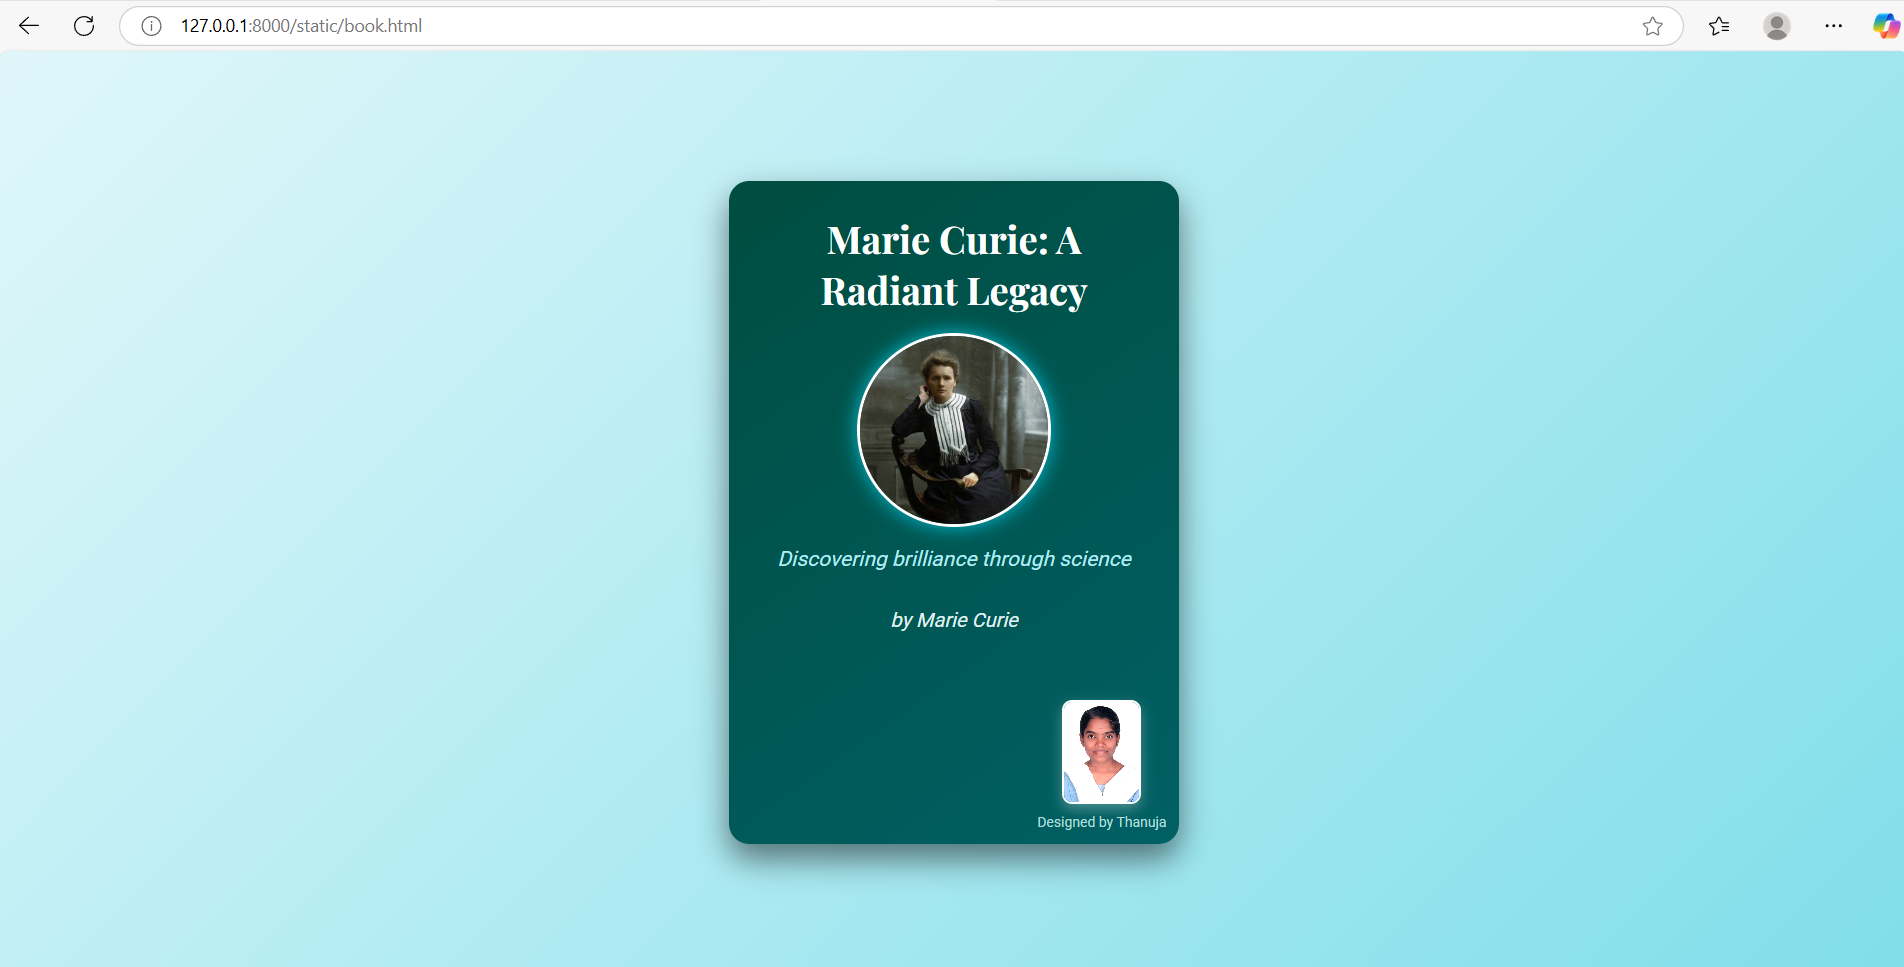 127.0.0.1:8000/static/book.html
Marie Curie: A
Radiant Legacy
Discovering brilliance through science
by Marie Curie
Designed by Thanuja